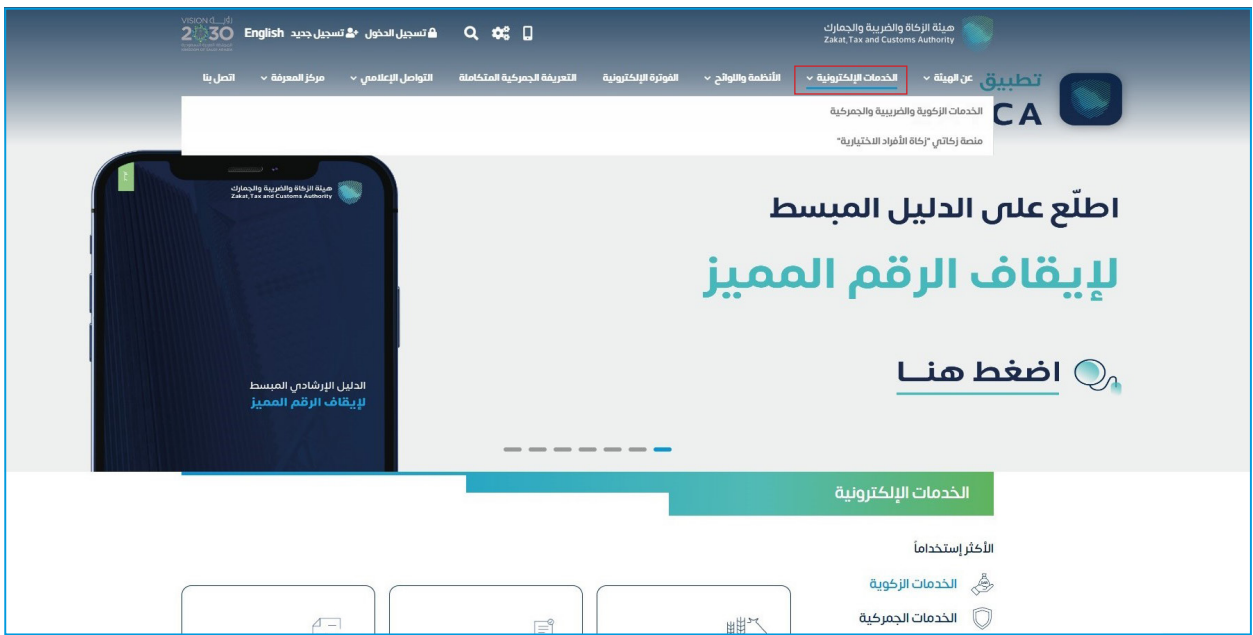 هيئة الزكاة والضريبة والجمارك
Zakat, Tax and Customs Authority
تسجيل الدخول
تسجيل جديد
English
VISION رؤية
2030
عن الهيئة
الخدمات الإلكترونية
الأنظمة واللوائح
الفوترة الإلكترونية
التعريفة الجمركية المتكاملة
التواصل الإعلامي
مركز المعرفة
اتصل بنا
تطبيق
CA
الخدمات الزكوية والضريبية والجمركية
منصة زكاتي "زكاة الأفراد الاختيارية"
اطلّع على الدليل المبسط
لإيقاف الرقم المميز
اضغط هنــا
هيئة الزكاة والضريبة والجمارك
Zakat, Tax and Customs Authority
الدليل الإرشادي المبسط
لإيقاف الرقم المميز
الخدمات الإلكترونية
الأكثر إستخداماً
الخدمات الزكوية
الخدمات الجمركية